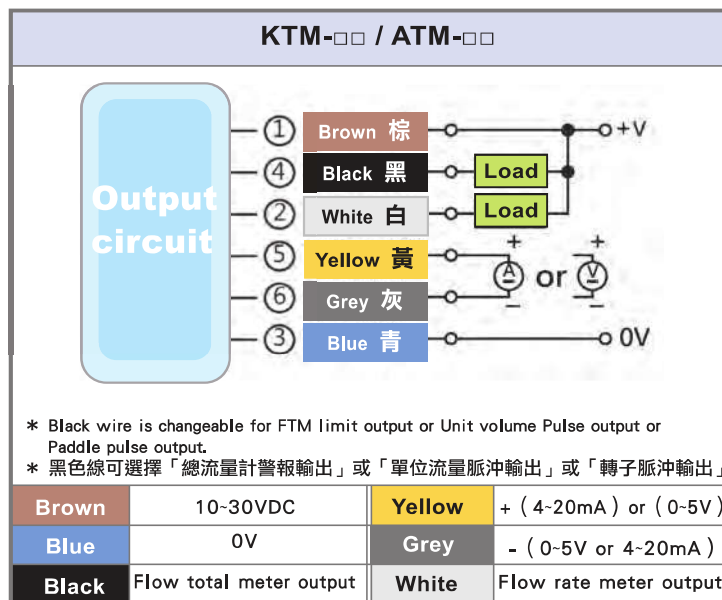 KTM-□□ / ATM-□□
Output
circuit
① Brown 棕 +V
④ Black 黑 Load
② White 白 Load
⑤ Yellow 黃 + +
A or V
⑥ Grey 灰 − −
③ Blue 青 0V
* Black wire is changeable for FTM limit output or Unit volume Pulse output or
Paddle pulse output.
* 黑色線可選擇「總流量計警報輸出」或「單位流量脈沖輸出」或「轉子脈沖輸出」
Brown 10~30VDC Yellow + ( 4~20mA ) or ( 0~5V )
Blue 0V Grey - ( 0~5V or 4~20mA )
Black Flow total meter output White Flow rate meter output